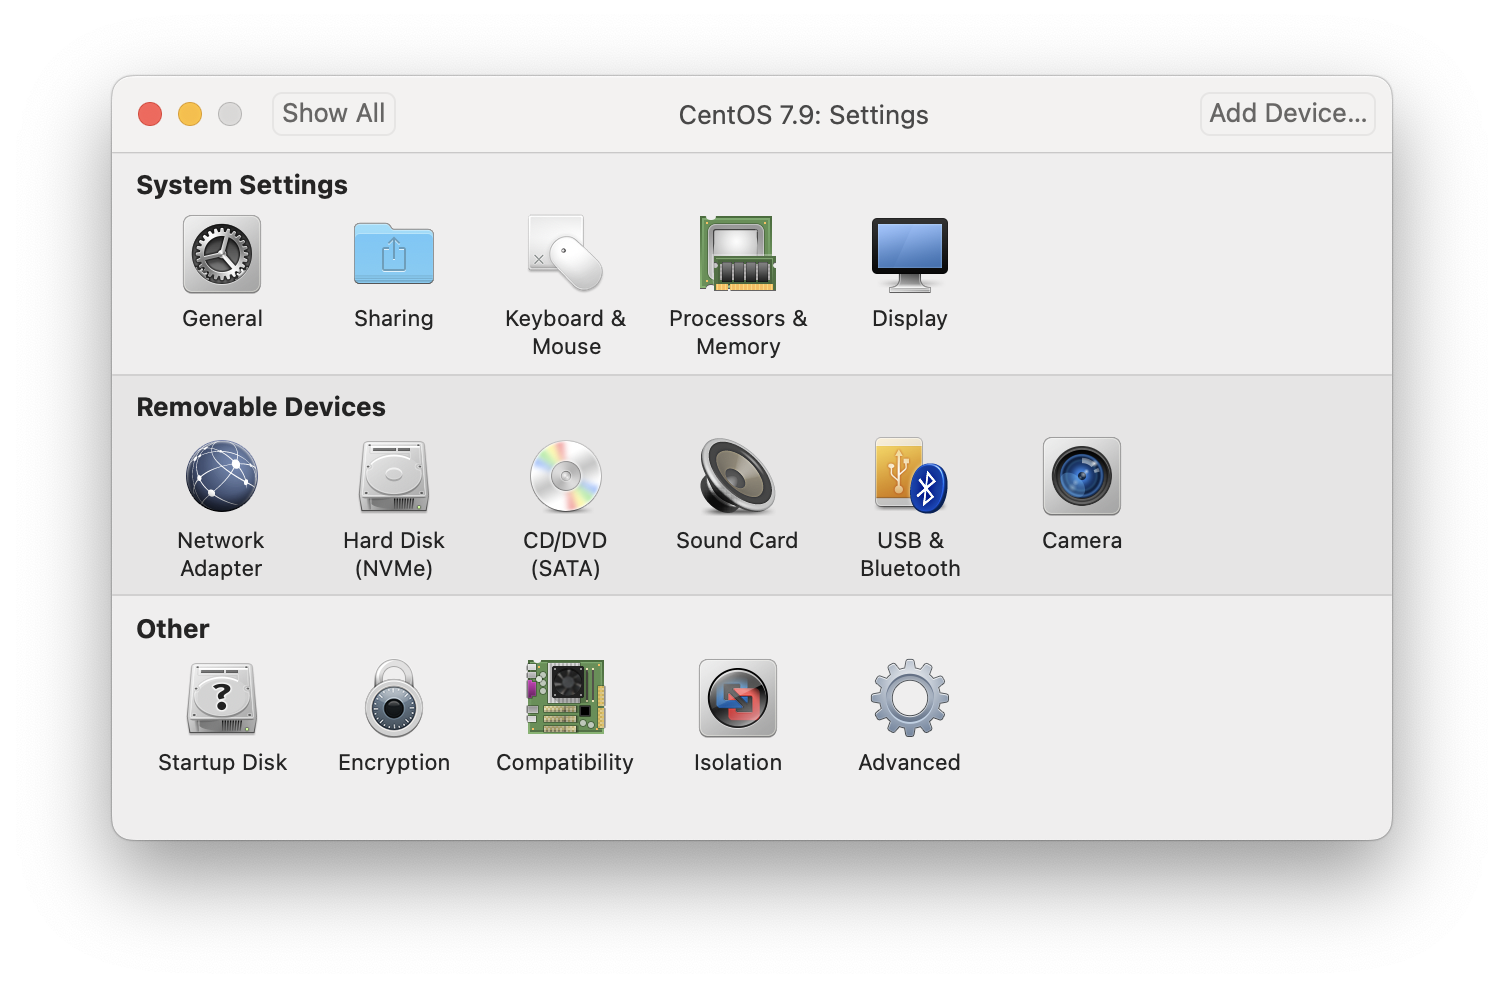 Show All
CentOS 7.9: Settings
Add Device...
System Settings
General
Sharing
Keyboard &
Mouse
Processors &
Memory
Display
Removable Devices
Network
Adapter
Hard Disk
(NVMe)
CD/DVD
(SATA)
Sound Card
USB &
Bluetooth
Camera
Other
Startup Disk
Encryption
Compatibility
Isolation
Advanced